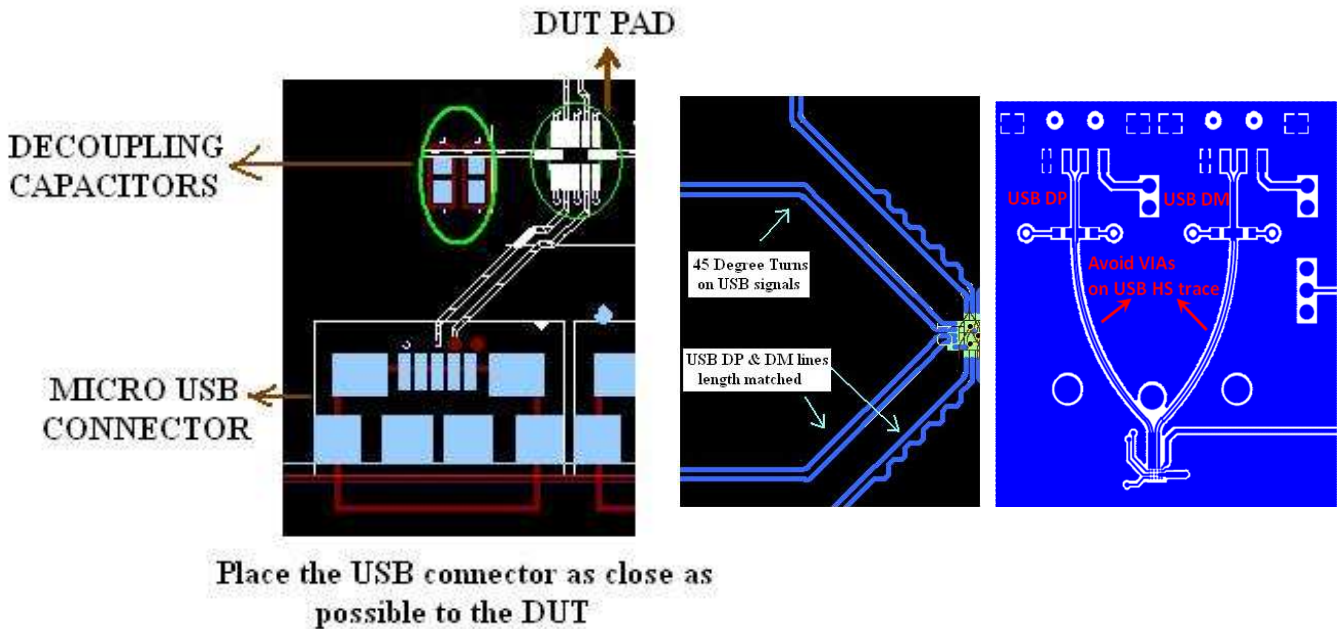 DUT PAD
DECOUPLING
CAPACITORS
MICRO USB
CONNECTOR
Place the USB connector as close as
possible to the DUT
45 Degree Turns
on USB signals
USB DP & DM lines
length matched
USB DP
USB DM
Avoid VIAs
on USB HS trace